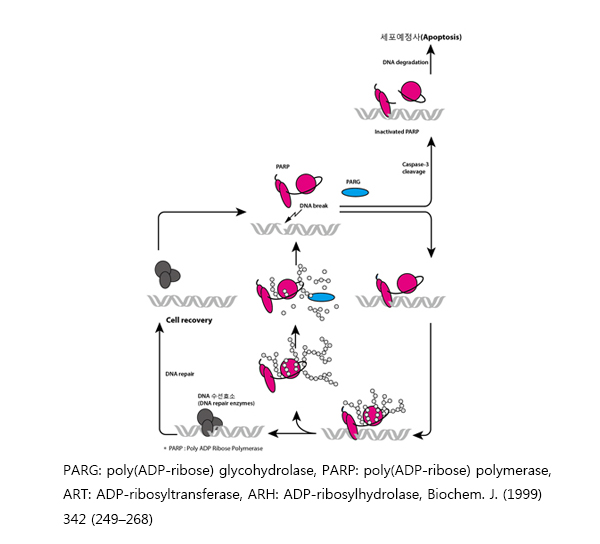 세포예정사(Apoptosis)
DNA degradation
Inactivated PARP
Caspase-3
cleavage
PARP
PARG
DNA break
Cell recovery
DNA repair
DNA 수선효소
(DNA repair enzymes)
* PARP : Poly ADP Ribose Polymerase
PARG: poly(ADP-ribose) glycohydrolase, PARP: poly(ADP-ribose) polymerase,
ART: ADP-ribosyltransferase, ARH: ADP-ribosylhydrolase, Biochem. J. (1999)
342 (249–268)